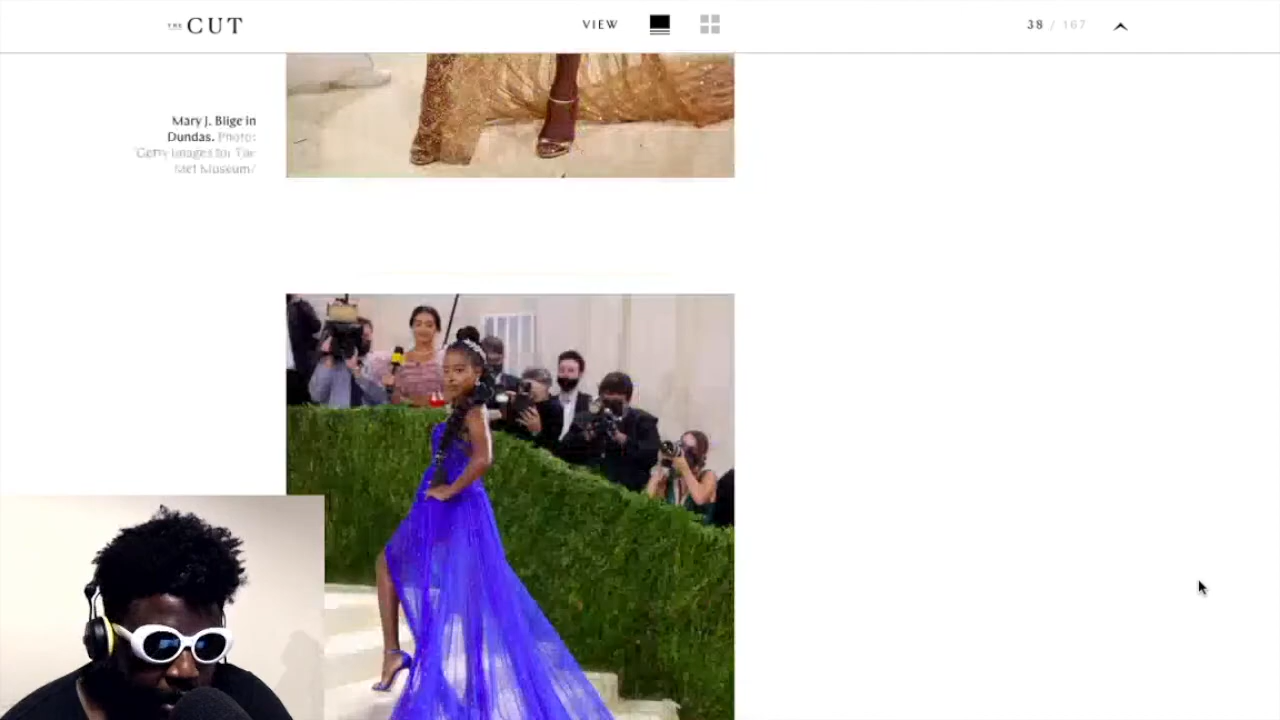 THE CUT
VIEW
38 / 167
Mary J. Blige in
Dundas. Photo:
Getty Images for The
Met Museum/